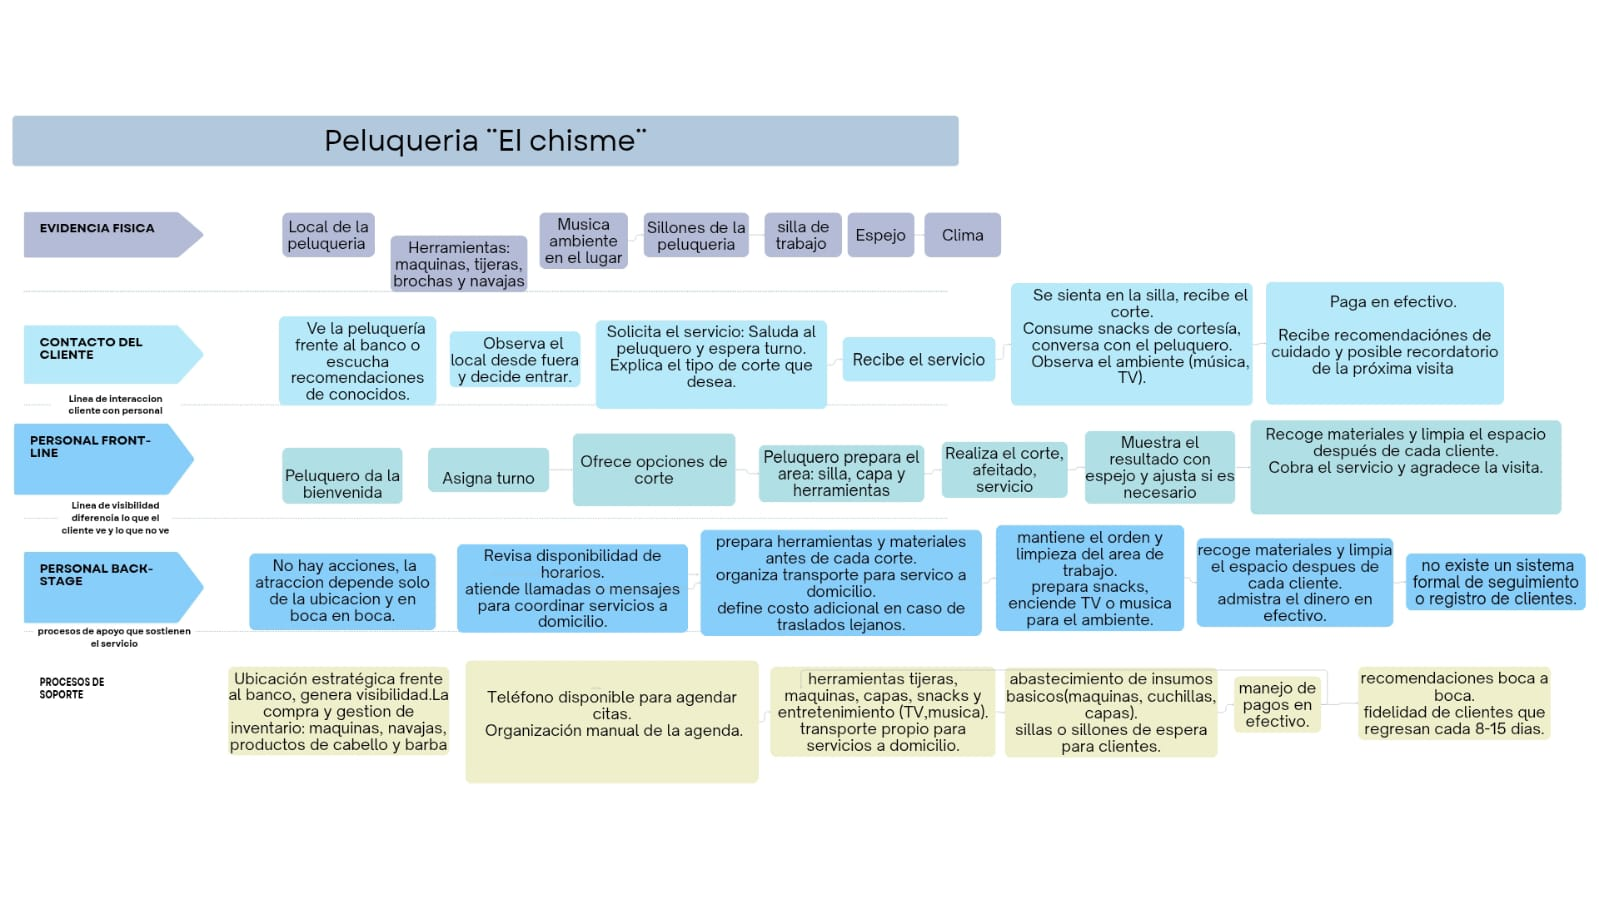 Peluqueria ¨El chisme¨
EVIDENCIA FISICA
Local de la
peluqueria
Herramientas:
maquinas, tijeras,
brochas y navajas
Musica
ambiente
en el lugar
Sillones de la
peluqueria
silla de
trabajo
Espejo
Clima
CONTACTO DEL
CLIENTE
Ve la peluquería
frente al banco o
escucha
recomendaciones
de conocidos.
Observa el
local desde fuera
y decide entrar.
Solicita el servicio: Saluda al
peluquero y espera turno.
Explica el tipo de corte que
desea.
Recibe el servicio
Se sienta en la silla, recibe el
corte.
Consume snacks de cortesía,
conversa con el peluquero.
Observa el ambiente (música,
TV).
Paga en efectivo.
Recibe recomendaciónes de
cuidado y posible recordatorio
de la próxima visita
Linea de interaccion
cliente con personal
PERSONAL FRONT-
LINE
Peluquero da la
bienvenida
Asigna turno
Ofrece opciones de
corte
Peluquero prepara el
area: silla, capa y
herramientas
Realiza el corte,
afeitado,
servicio
Muestra el
resultado con
espejo y ajusta si es
necesario
Recoge materiales y limpia el espacio
después de cada cliente.
Cobra el servicio y agradece la visita.
Linea de visibilidad
diferencia lo que el
cliente ve y lo que no ve
PERSONAL BACK-
STAGE
No hay acciones, la
atraccion depende solo
de la ubicacion y en
boca en boca.
Revisa disponibilidad de
horarios.
atiende llamadas o mensajes
para coordinar servicios a
domicilio.
prepara herramientas y materiales
antes de cada corte.
organiza transporte para servico a
domicilio.
define costo adicional en caso de
traslados lejanos.
mantiene el orden y
limpieza del area de
trabajo.
prepara snacks,
enciende TV o musica
para el ambiente.
recoge materiales y limpia
el espacio despues de
cada cliente.
admistra el dinero en
efectivo.
no existe un sistema
formal de seguimiento
o registro de clientes.
procesos de apoyo que sostienen
el servicio
PROCESOS DE
SOPORTE
Ubicación estratégica frente
al banco, genera visibilidad.La
compra y gestion de
inventario: maquinas, navajas,
productos de cabello y barba
Teléfono disponible para agendar
citas.
Organización manual de la agenda.
herramientas tijeras,
maquinas, capas, snacks y
entretenimiento (TV,musica).
transporte propio para
servicios a domicilio.
abastecimiento de insumos
basicos(maquinas, cuchillas,
capas).
sillas o sillones de espera
para clientes.
manejo de
pagos en
efectivo.
recomendaciones boca a
boca.
fidelidad de clientes que
regresan cada 8-15 dias.